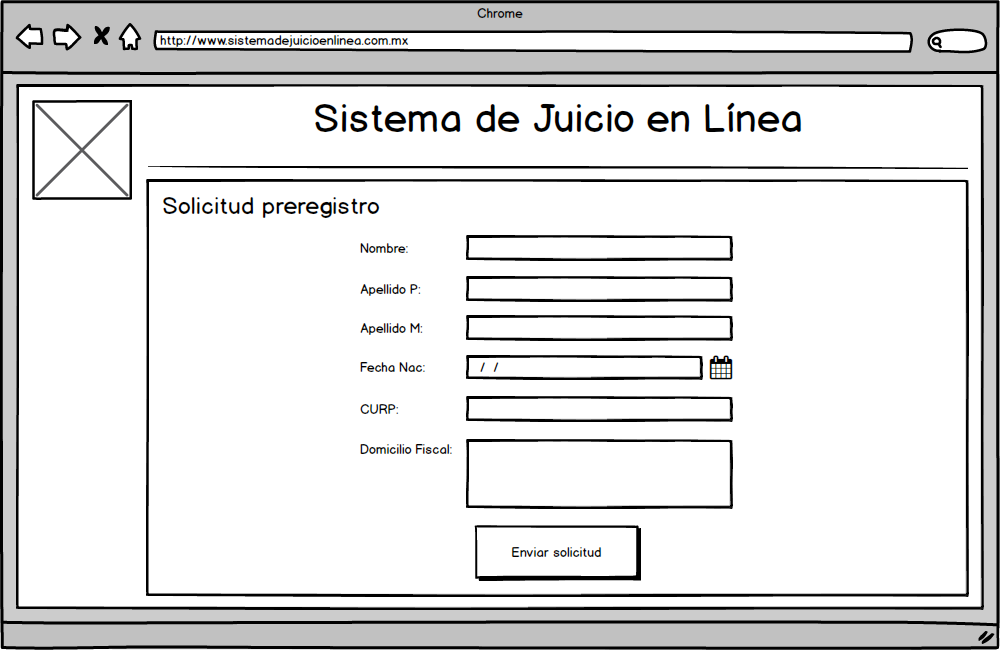 Chrome
http://www.sistemadejuicioenlinea.com.mx
Sistema de Juicio en Línea
Solicitud preregistro
Nombre:
Apellido P:
Apellido M:
Fecha Nac:
/ /
CURP:
Domicilio Fiscal:
Enviar solicitud